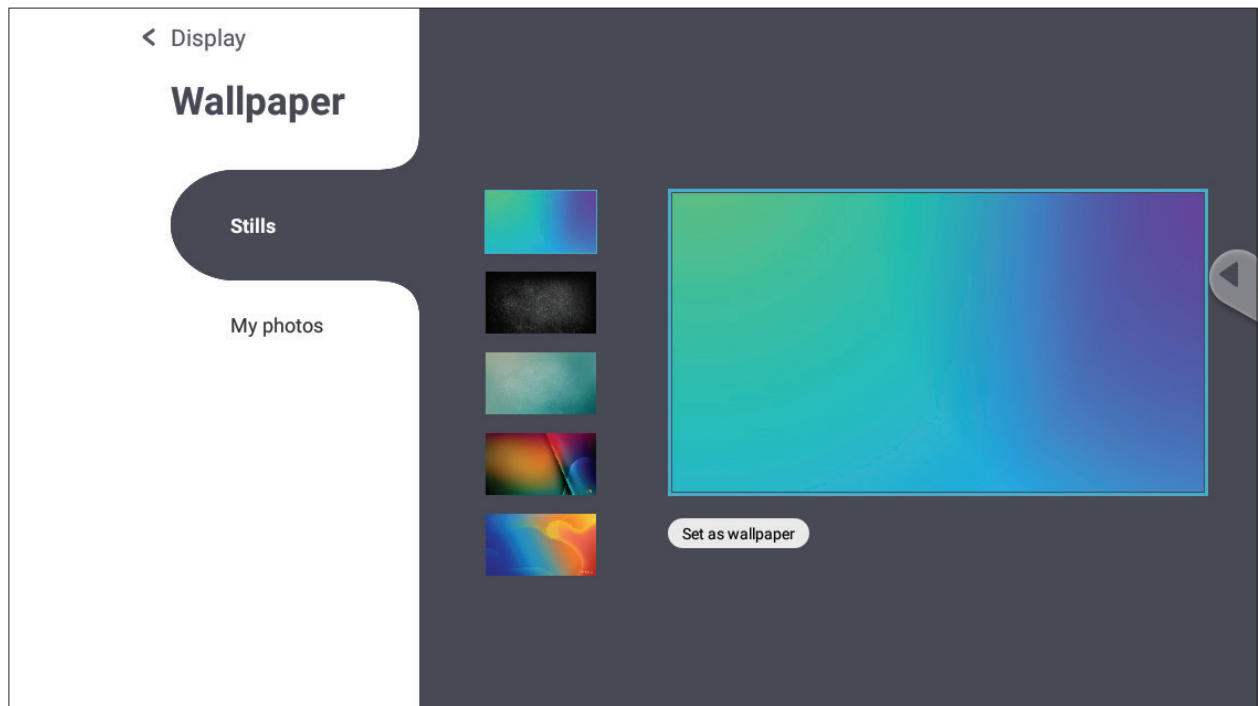 Display
Wallpaper
Stills
My photos
Set as wallpaper